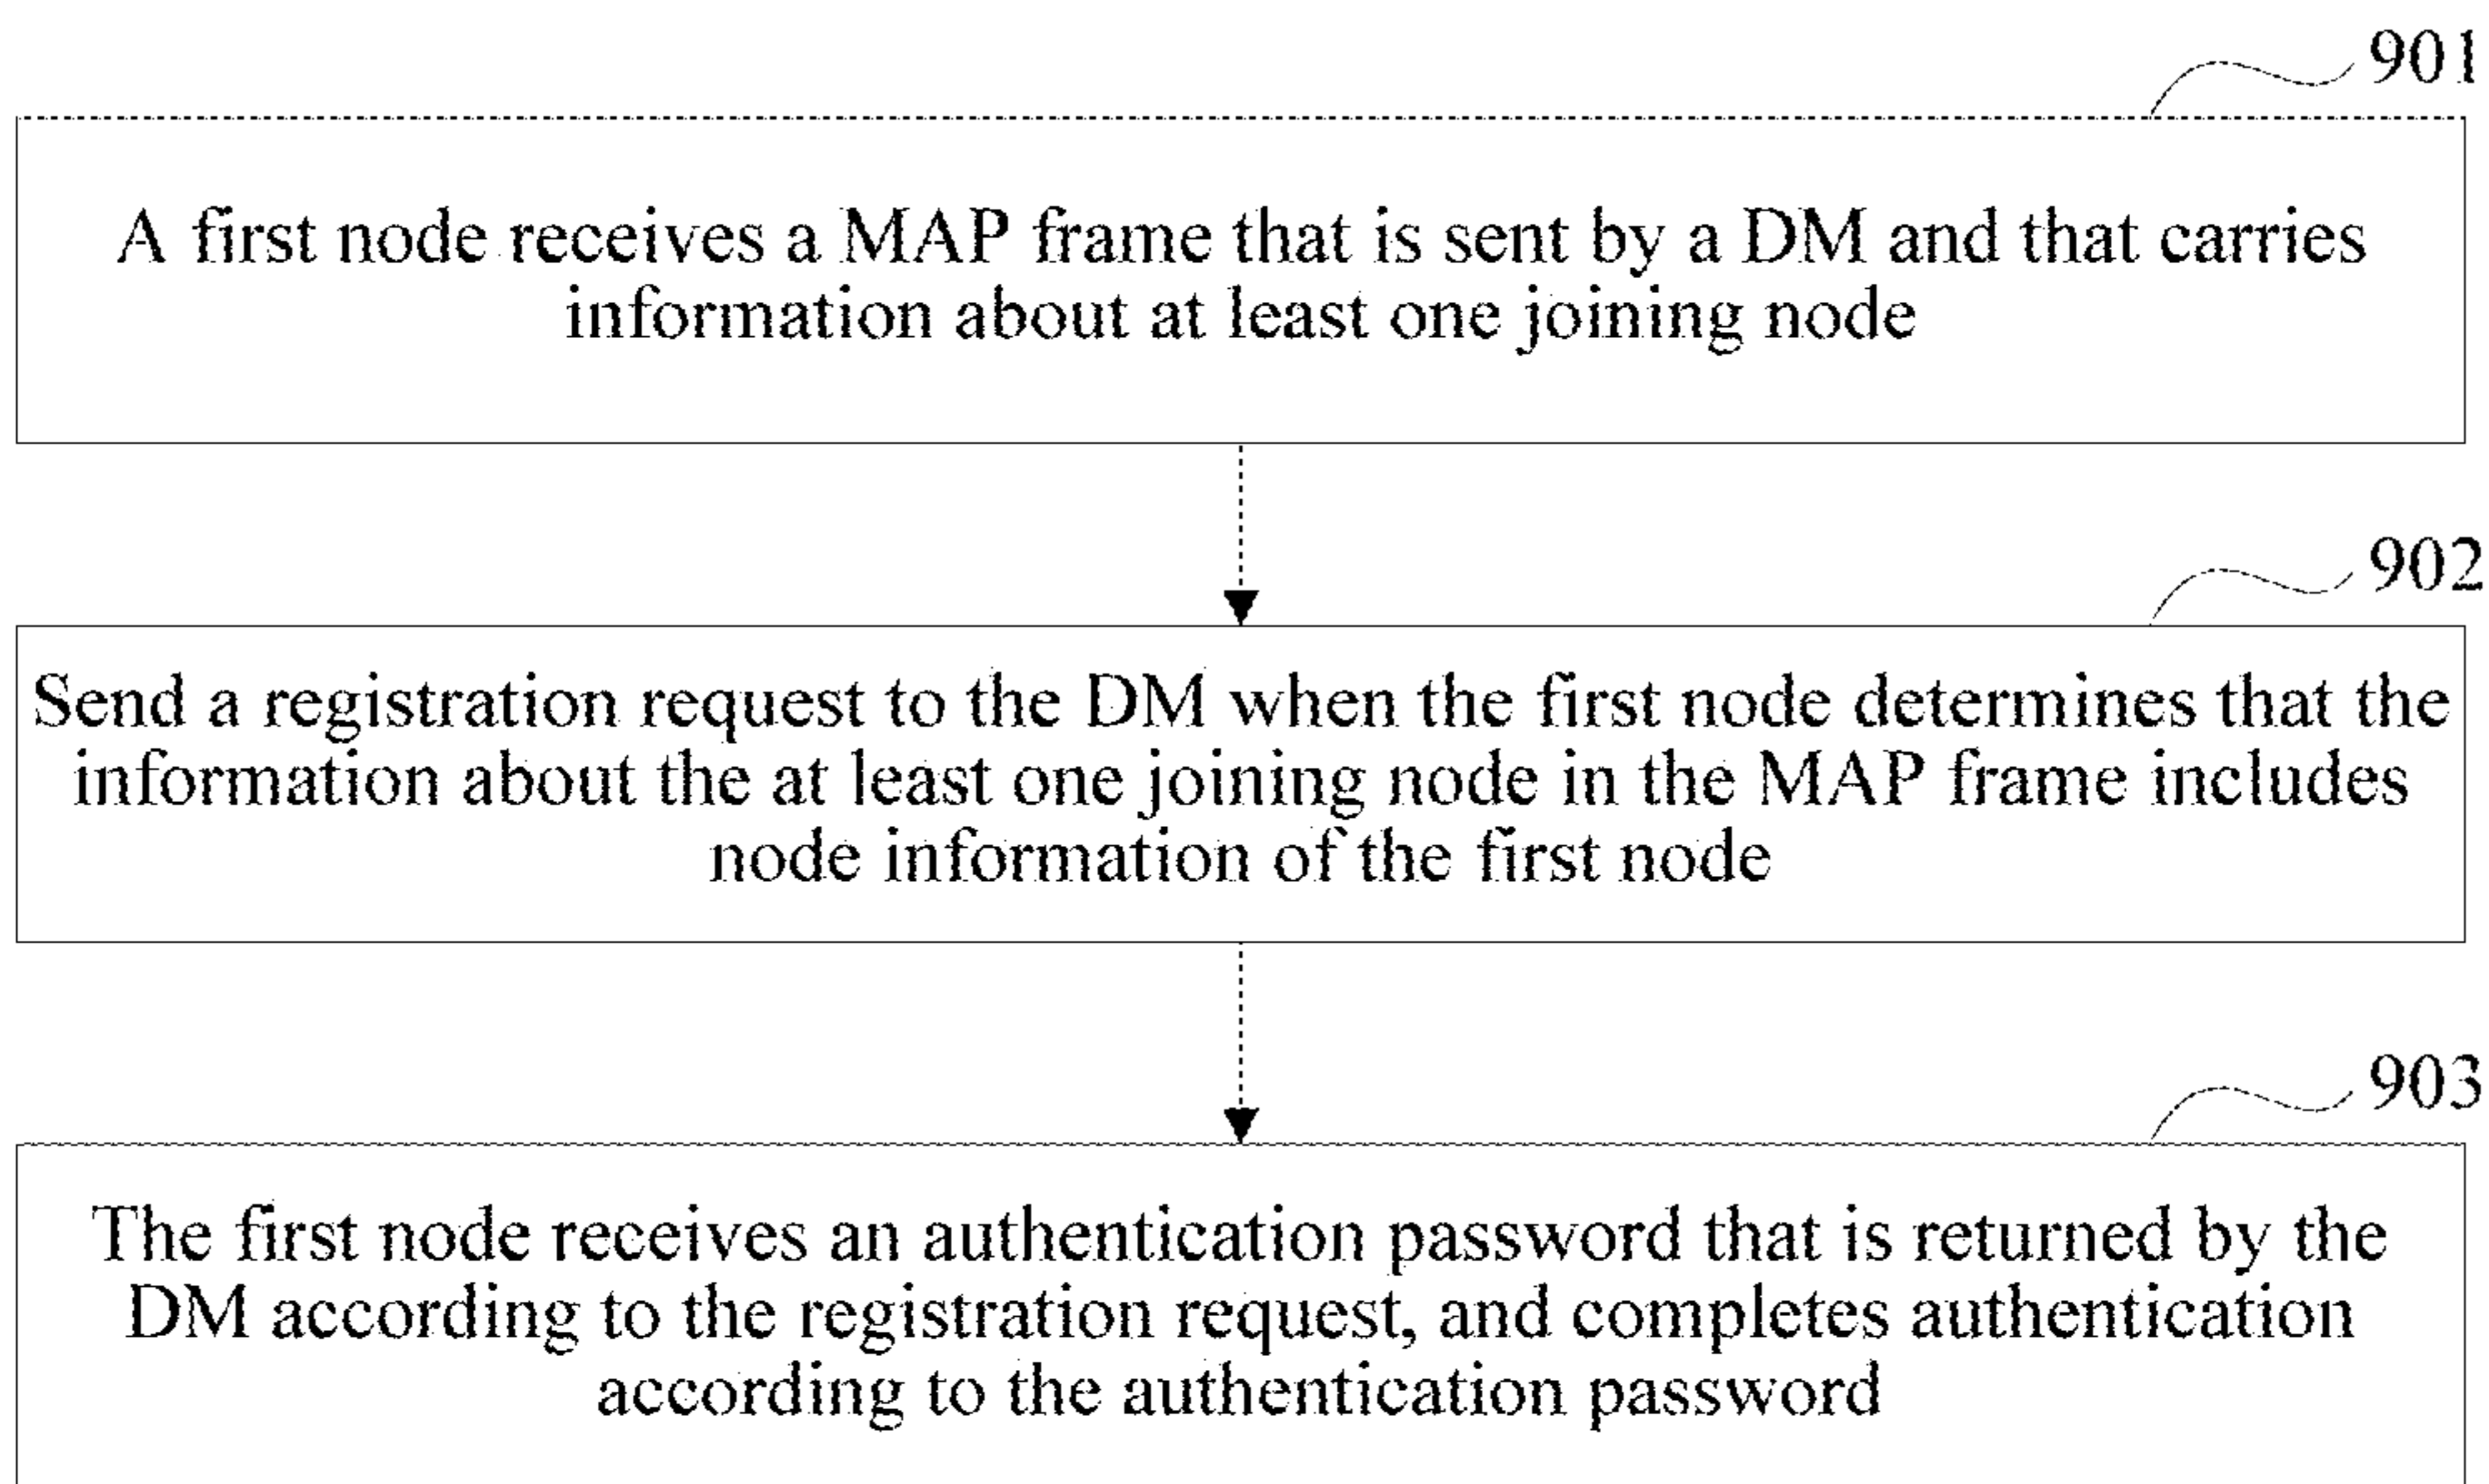 901
A first node receives a MAP frame that is sent by a DM and that carries
information about at least one joining node
902
Send a registration request to the DM when the first node determines that the
information about the at least one joining node in the MAP frame includes
node information of the first node
903
The first node receives an authentication password that is returned by the
DM according to the registration request, and completes authentication
according to the authentication password